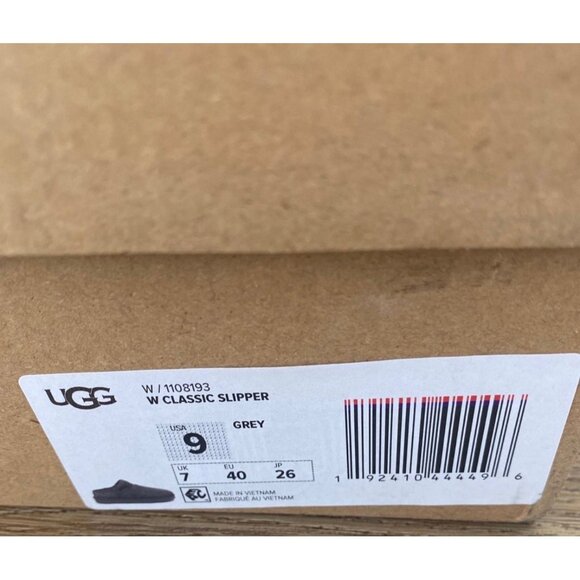 UGG
W / 1108193
W CLASSIC SLIPPER
USA
9
GREY
UK EU JP
7 40 26
MADE IN VIETNAM
FABRIQUÉ AU VIETNAM
1 92410 44449 6